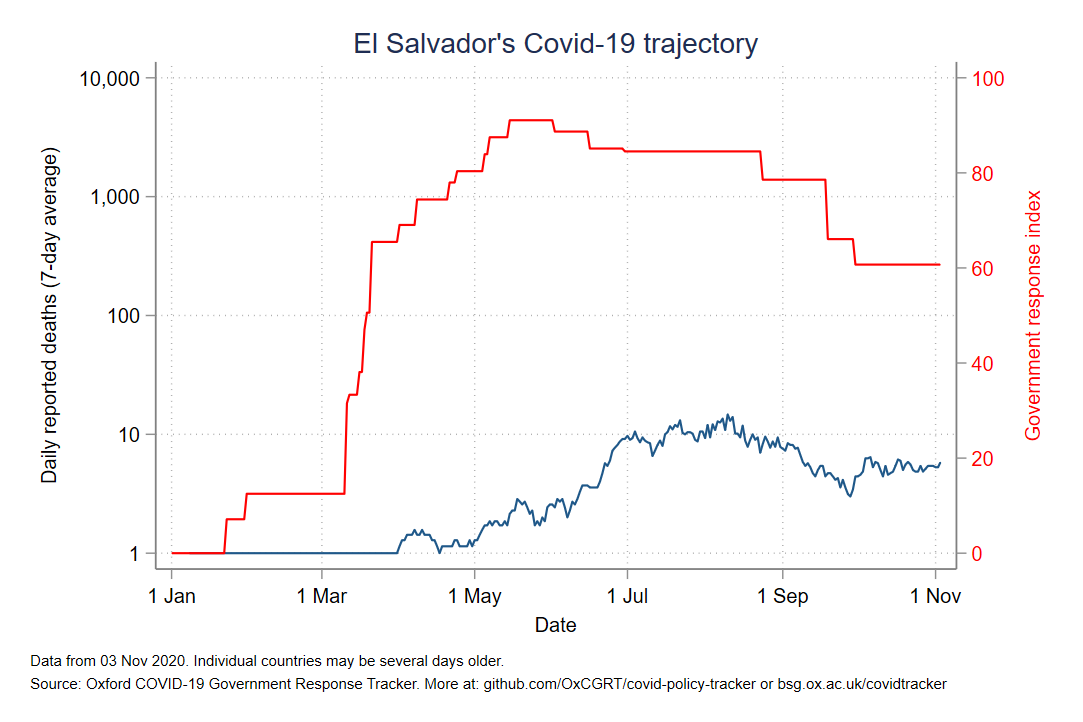 El Salvador's Covid-19 trajectory
Daily reported deaths (7-day average)
10,000
1,000
100
10
1
100
80
60
40
20
0
Government response index
1 Jan 1 Mar 1 May 1 Jul 1 Sep 1 Nov
Date
Data from 03 Nov 2020. Individual countries may be several days older.
Source: Oxford COVID-19 Government Response Tracker. More at: github.com/OxCGRT/covid-policy-tracker or bsg.ox.ac.uk/covidtracker